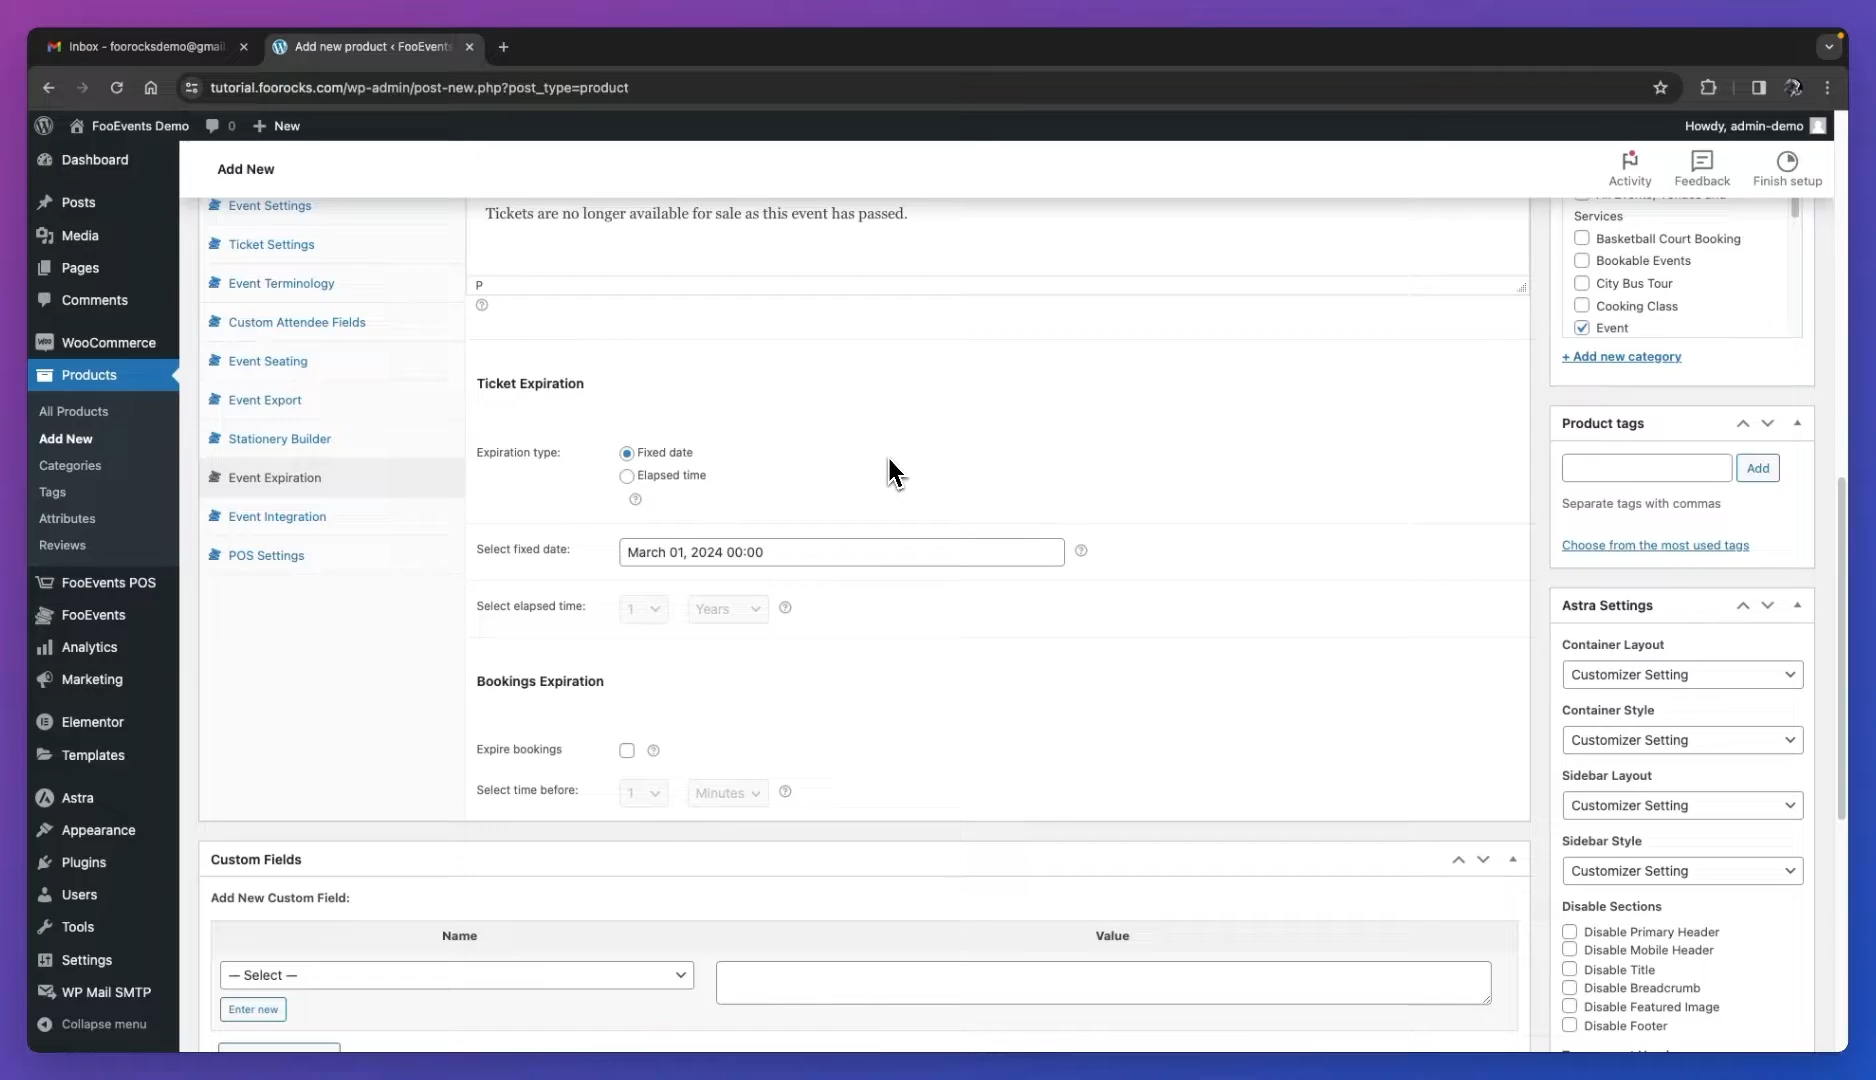 Inbox - foorocksdemo@gmail
Add new product ‹ FooEvents
tutorial.foorocks.com/wp-admin/post-new.php?post_type=product
FooEvents Demo
0
New
Howdy, admin-demo
Dashboard
Posts
Media
Pages
Comments
WooCommerce
Products
All Products
Add New
Categories
Tags
Attributes
Reviews
FooEvents POS
FooEvents
Analytics
Marketing
Elementor
Templates
Astra
Appearance
Plugins
Users
Tools
Settings
WP Mail SMTP
Collapse menu
Add New
Activity
Feedback
Finish setup
Event Settings
Ticket Settings
Event Terminology
Custom Attendee Fields
Event Seating
Event Export
Stationery Builder
Event Expiration
Event Integration
POS Settings
Tickets are no longer available for sale as this event has passed.
P
Ticket Expiration
Expiration type:
Fixed date
Elapsed time
Select fixed date:
March 01, 2024 00:00
Select elapsed time:
1
Years
Bookings Expiration
Expire bookings
Select time before:
1
Minutes
Custom Fields
Add New Custom Field:
Name
Value
— Select —
Enter new
Services
Basketball Court Booking
Bookable Events
City Bus Tour
Cooking Class
Event
+ Add new category
Product tags
Add
Separate tags with commas
Choose from the most used tags
Astra Settings
Container Layout
Customizer Setting
Container Style
Customizer Setting
Sidebar Layout
Customizer Setting
Sidebar Style
Customizer Setting
Disable Sections
Disable Primary Header
Disable Mobile Header
Disable Title
Disable Breadcrumb
Disable Featured Image
Disable Footer